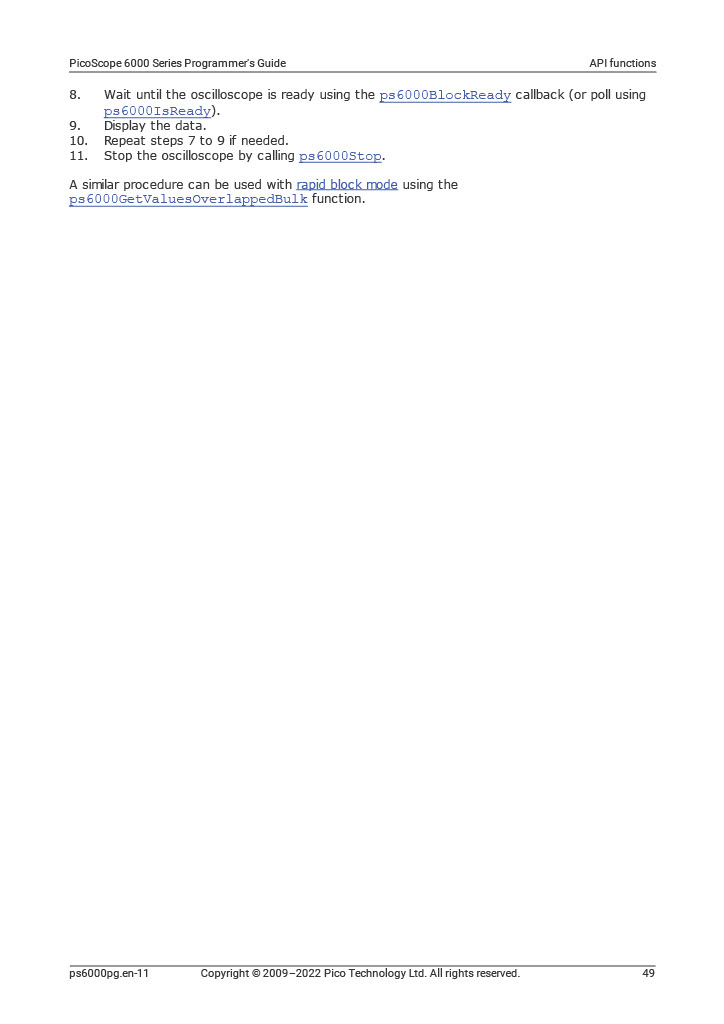 PicoScope 6000 Series Programmer's Guide API functions
8. Wait until the oscilloscope is ready using the ps6000BlockReady callback (or poll using
ps6000IsReady).
9. Display the data.
10. Repeat steps 7 to 9 if needed.
11. Stop the oscilloscope by calling ps6000Stop.
A similar procedure can be used with rapid block mode using the
ps6000GetValuesOverlappedBulk function.
ps6000pg.en-11 Copyright © 2009–2022 Pico Technology Ltd. All rights reserved. 49